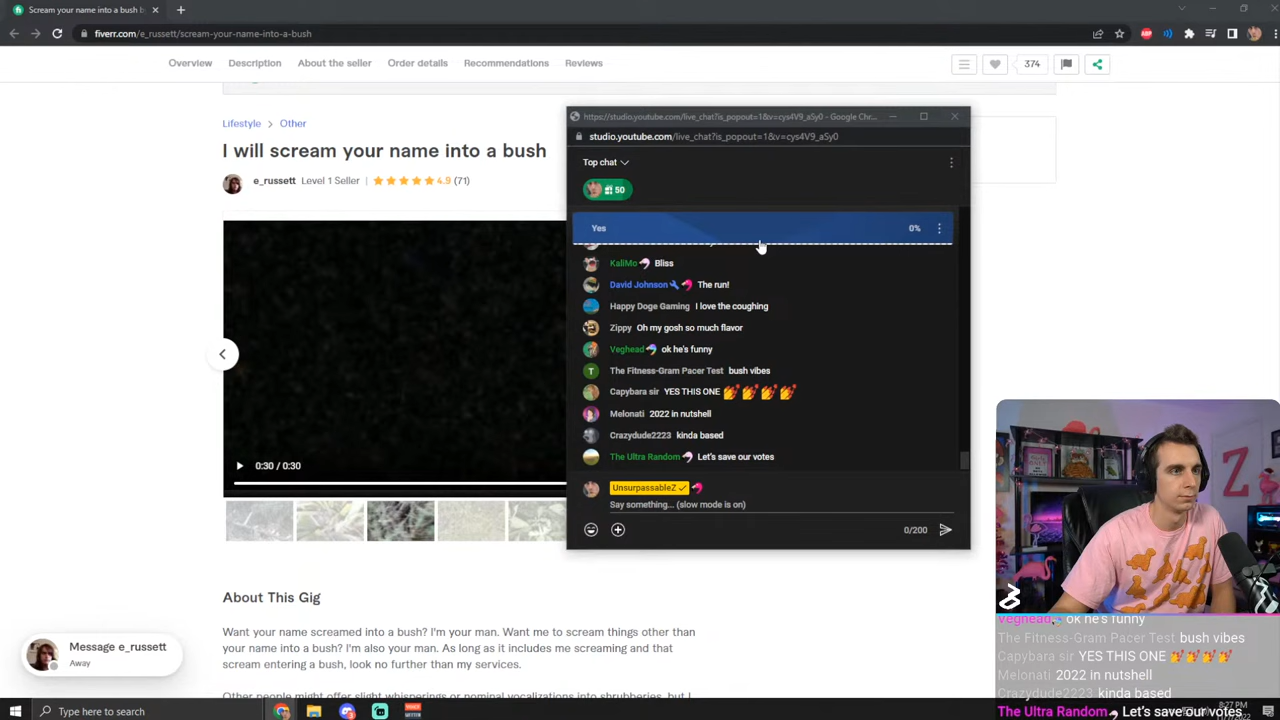 Scream your name into a bush b
fiverr.com/e_russett/scream-your-name-into-a-bush
Overview
Description
About the seller
Order details
Recommendations
Reviews
374
Lifestyle > Other
I will scream your name into a bush
e_russett Level 1 Seller
4.9 (71)
0:30 / 0:30
About This Gig
Want your name screamed into a bush? I'm your man. Want me to scream things other than
your name into a bush? I'm also your man. As long as it includes me screaming and that
scream entering a bush, look no further than my services.
Other people might offer slight whisperings or nominal vocalizations into shrubberies, but I
Message e_russett
Away
https://studio.youtube.com/live_chat?is_popout=1&v=cys4V9_aSy0 - Google Chr...
studio.youtube.com/live_chat?is_popout=1&v=cys4V9_aSy0
Top chat
50
Yes 0%
KaliMo Bliss
David Johnson The run!
Happy Doge Gaming I love the coughing
Zippy Oh my gosh so much flavor
Veghead ok he's funny
T The Fitness-Gram Pacer Test bush vibes
Capybara sir YES THIS ONE
Melonati 2022 in nutshell
Crazydude2223 kinda based
The Ultra Random Let's save our votes
UnsurpassableZ
Say something... (slow mode is on)
0/200
Veghead ok he's funny
The Fitness-Gram Pacer Test bush vibes
Capybara sir YES THIS ONE
Melonati 2022 in nutshell
Crazydude2223 kinda based
The Ultra Random Let's save our votes
Type here to search
8:27 PM